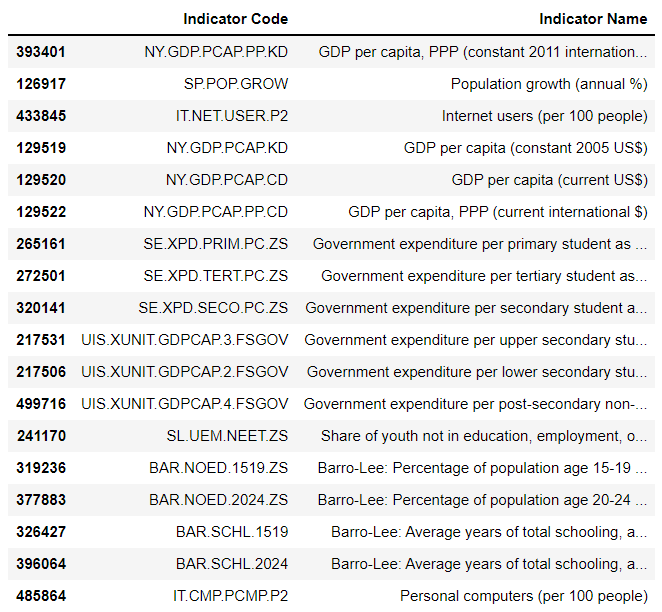 Indicator Code Indicator Name
393401 NY.GDP.PCAP.PP.KD GDP per capita, PPP (constant 2011 internation...
126917 SP.POP.GROW Population growth (annual %)
433845 IT.NET.USER.P2 Internet users (per 100 people)
129519 NY.GDP.PCAP.KD GDP per capita (constant 2005 US$)
129520 NY.GDP.PCAP.CD GDP per capita (current US$)
129522 NY.GDP.PCAP.PP.CD GDP per capita, PPP (current international $)
265161 SE.XPD.PRIM.PC.ZS Government expenditure per primary student as ...
272501 SE.XPD.TERT.PC.ZS Government expenditure per tertiary student as...
320141 SE.XPD.SECO.PC.ZS Government expenditure per secondary student a...
217531 UIS.XUNIT.GDPCAP.3.FSGOV Government expenditure per upper secondary stu...
217506 UIS.XUNIT.GDPCAP.2.FSGOV Government expenditure per lower secondary stu...
499716 UIS.XUNIT.GDPCAP.4.FSGOV Government expenditure per post-secondary non-...
241170 SL.UEM.NEET.ZS Share of youth not in education, employment, o...
319236 BAR.NOED.1519.ZS Barro-Lee: Percentage of population age 15-19 ...
377883 BAR.NOED.2024.ZS Barro-Lee: Percentage of population age 20-24 ...
326427 BAR.SCHL.1519 Barro-Lee: Average years of total schooling, a...
396064 BAR.SCHL.2024 Barro-Lee: Average years of total schooling, a...
485864 IT.CMP.PCMP.P2 Personal computers (per 100 people)